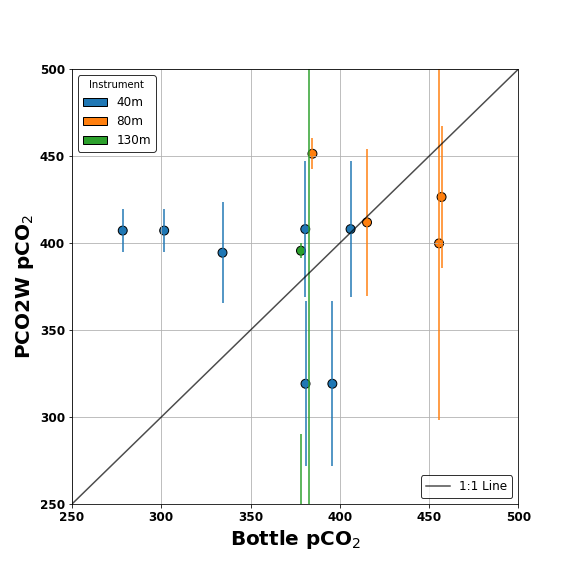 Instrument
40m
80m
130m
500
450
400
350
300
250
PCO2W pCO₂
250 300 350 400 450 500
Bottle pCO₂
1:1 Line